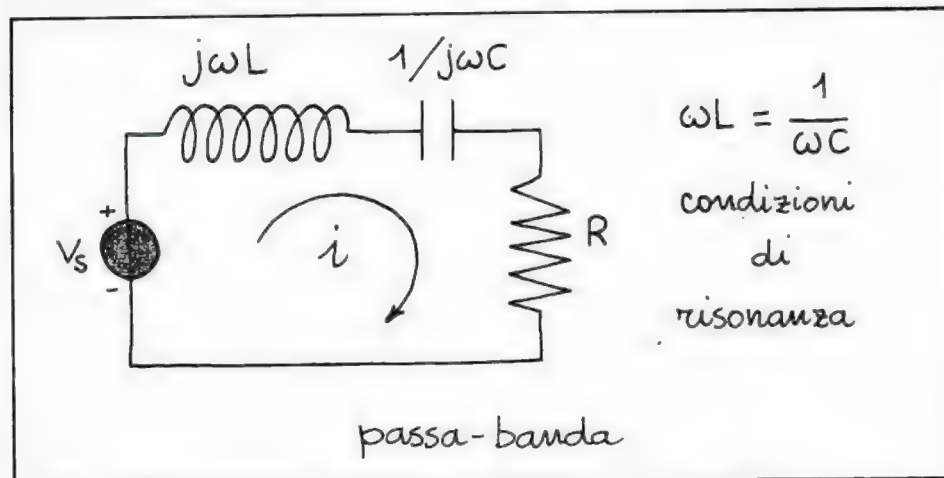 jωL
1/jωC
ωL = 1/ωC
+
Vs
-
i
R
condizioni
di
risonanza
passa-banda